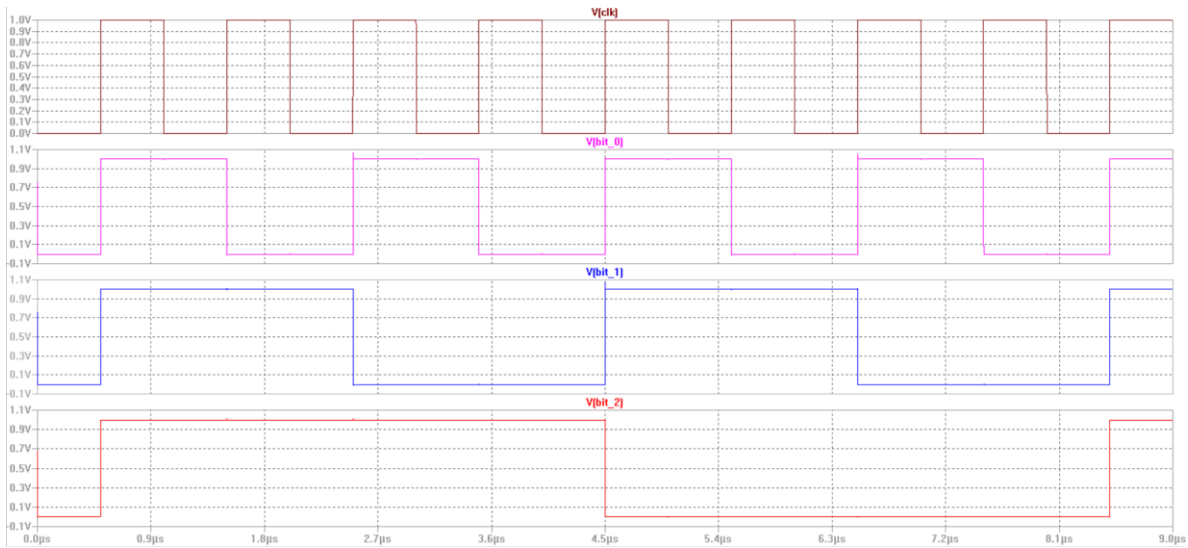 V(clk)
1.0V
0.9V
0.8V
0.7V
0.6V
0.5V
0.4V
0.3V
0.2V
0.1V
0.0V
V(bit_0)
1.1V
0.9V
0.7V
0.5V
0.3V
0.1V
-0.1V
V(bit_1)
1.1V
0.9V
0.7V
0.5V
0.3V
0.1V
-0.1V
V(bit_2)
1.1V
0.9V
0.7V
0.5V
0.3V
0.1V
-0.1V
0.0µs 0.9µs 1.8µs 2.7µs 3.6µs 4.5µs 5.4µs 6.3µs 7.2µs 8.1µs 9.0µs